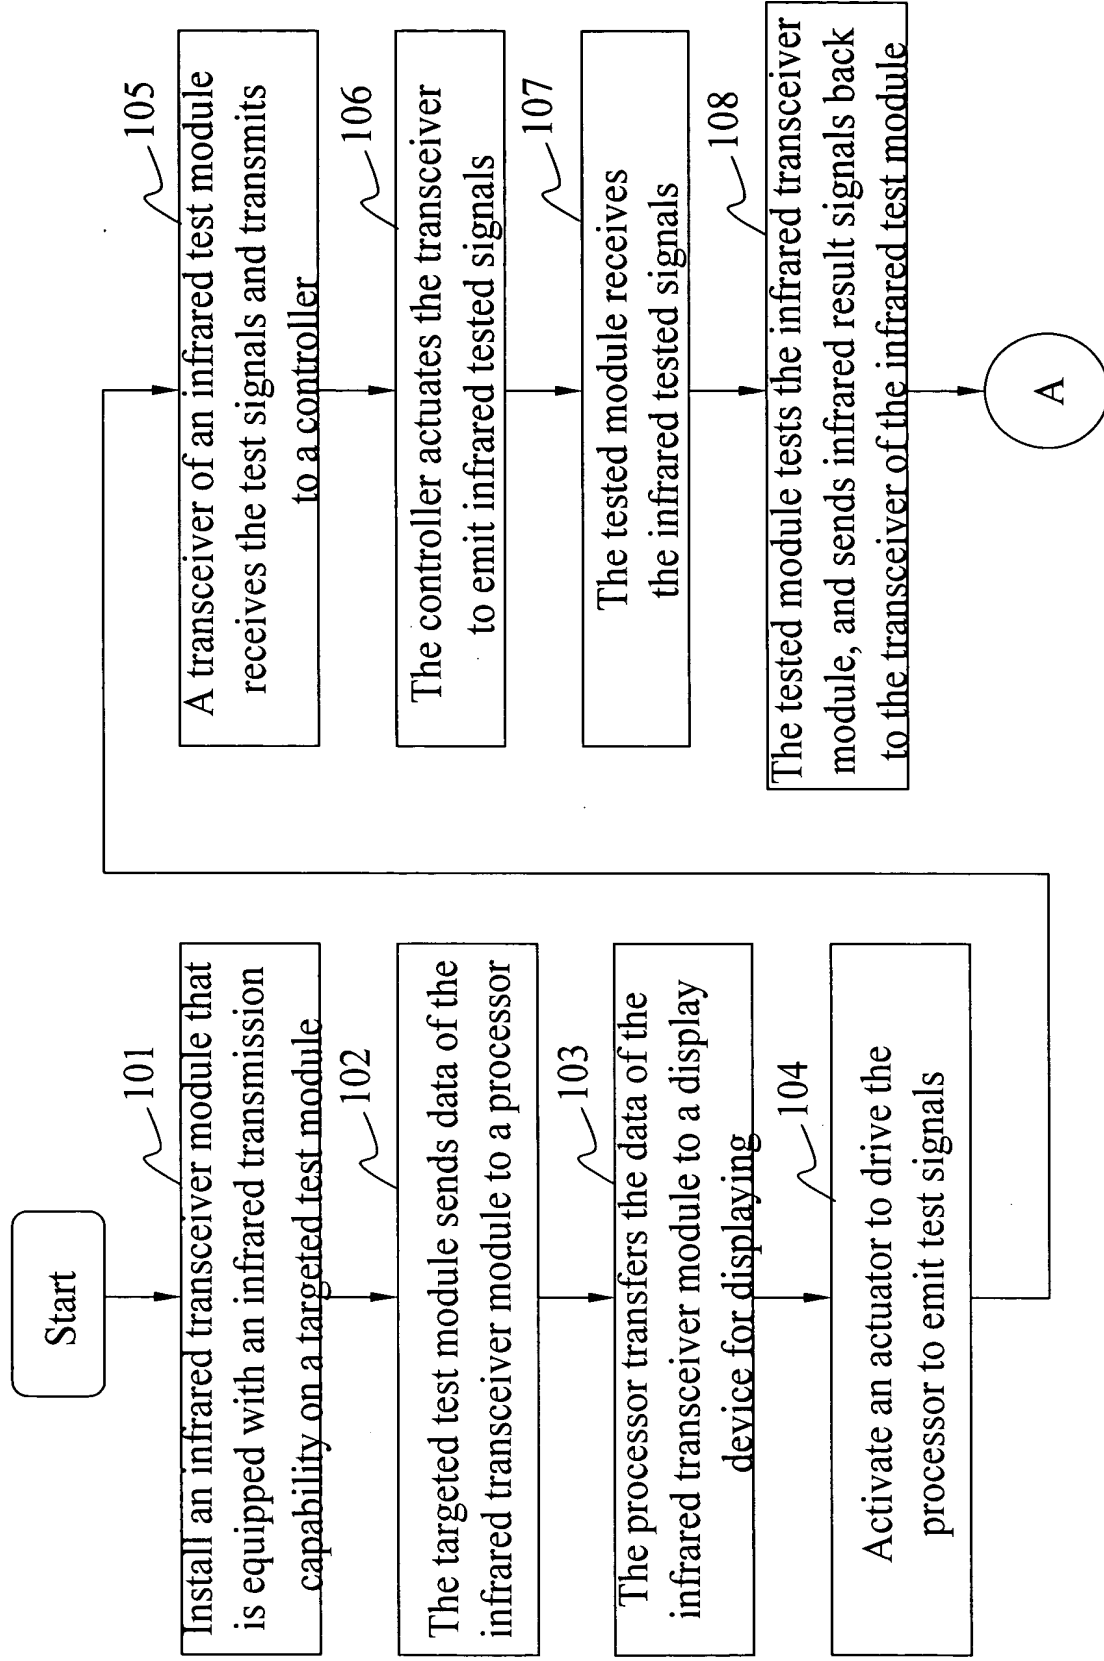 Start
101
Install an infrared transceiver module that
is equipped with an infrared transmission
capability on a targeted test module
102
The targeted test module sends data of the
infrared transceiver module to a processor
103
The processor transfers the data of the
infrared transceiver module to a display
device for displaying
104
Activate an actuator to drive the
processor to emit test signals
105
A transceiver of an infrared test module
receives the test signals and transmits
to a controller
106
The controller actuates the transceiver
to emit infrared tested signals
107
The tested module receives
the infrared tested signals
108
The tested module tests the infrared transceiver
module, and sends infrared result signals back
to the transceiver of the infrared test module
A